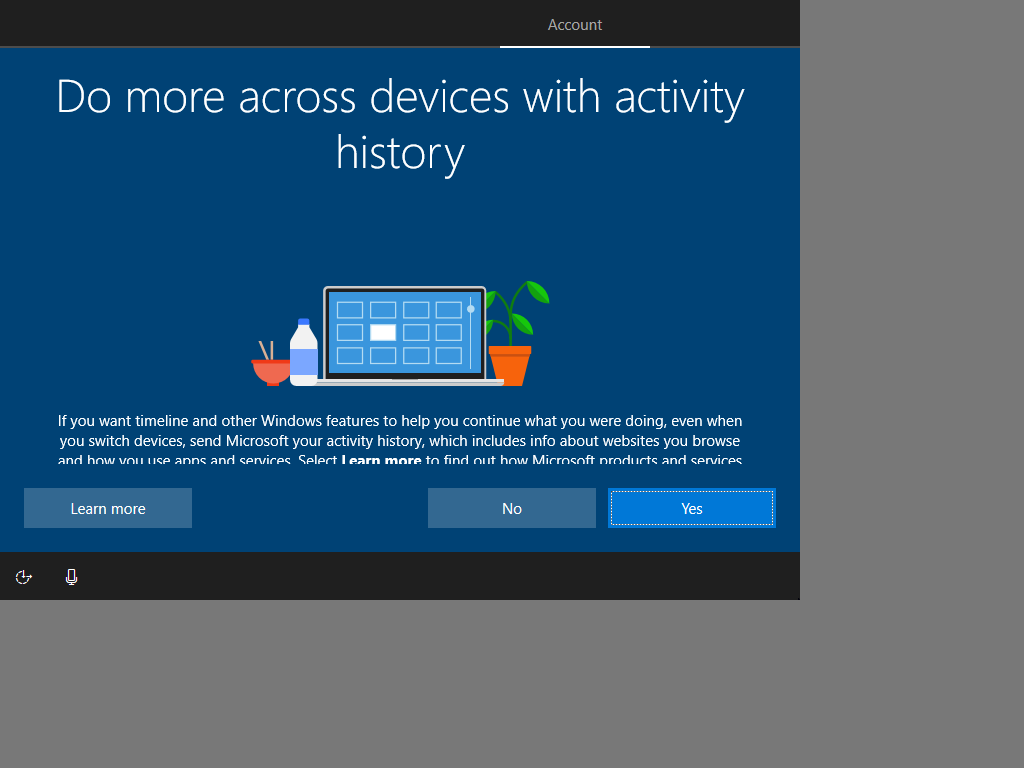 Account
Do more across devices with activity
history
If you want timeline and other Windows features to help you continue what you were doing, even when
you switch devices, send Microsoft your activity history, which includes info about websites you browse
and how you use apps and services. Select Learn more to find out how Microsoft products and services
Learn more
No
Yes